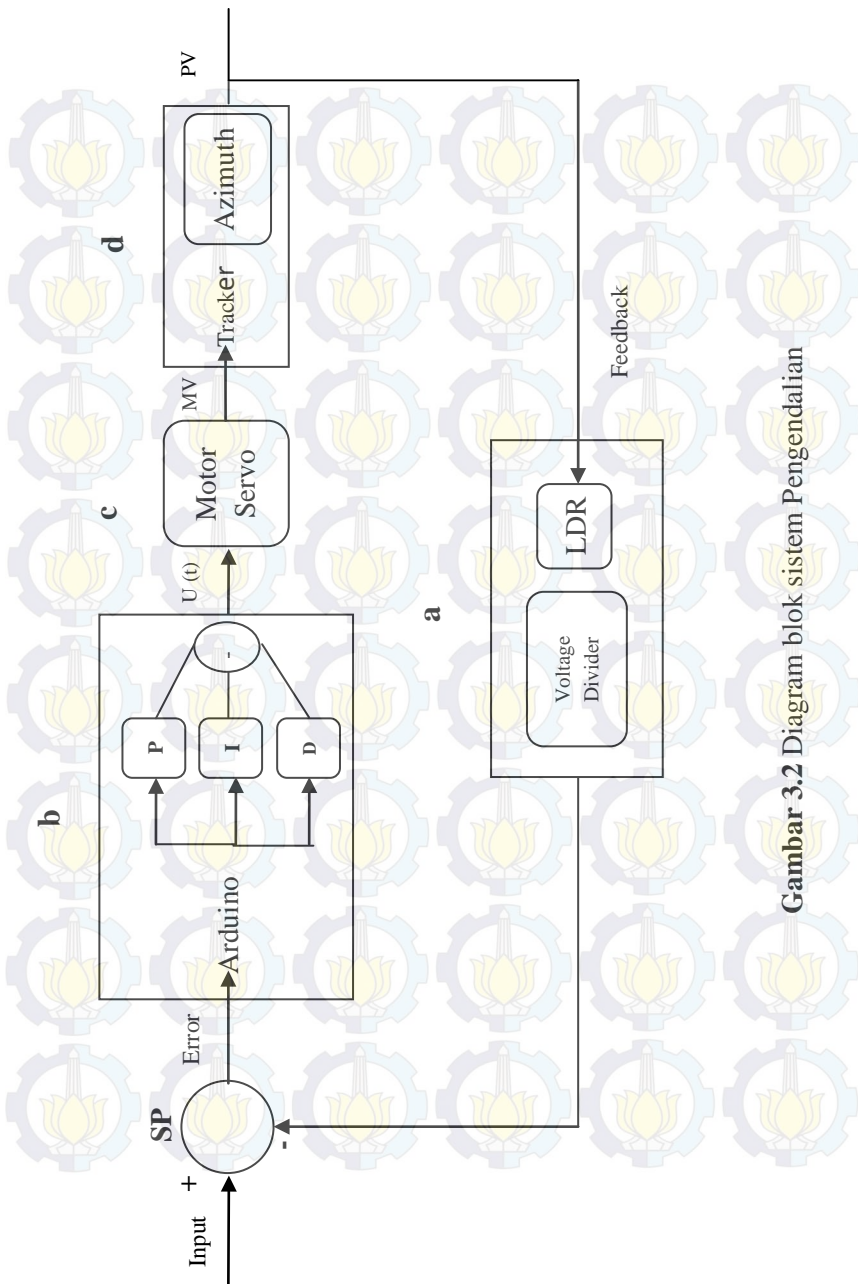 Input
+
-
SP
Error
b
Arduino
P
I
D
-
U (t)
c
Motor
Servo
MV
d
Tracker
Azimuth
PV
a
Voltage
Divider
LDR
Feedback
Gambar 3.2 Diagram blok sistem Pengendalian